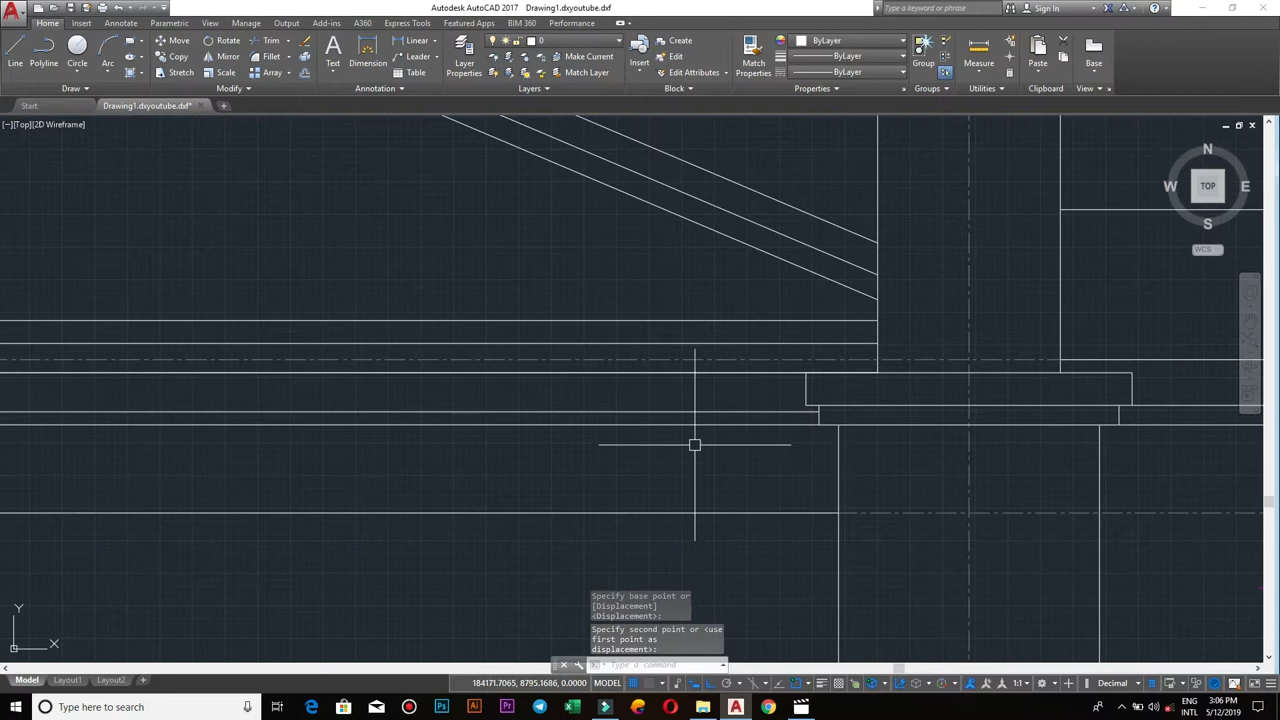 Autodesk AutoCAD 2017 Drawing1.dxyoutube.dxf
Type a keyword or phrase
Sign In
Home Insert Annotate Parametric View Manage Output Add-ins A360 Express Tools Featured Apps BIM 360 Performance
Line Polyline Circle Arc
Move Rotate Trim
Copy Mirror Fillet
Stretch Scale Array
Text Dimension
Linear
Leader
Table
Layer
Properties
0
Make Current
Match Layer
Insert
Create
Edit
Edit Attributes
Match
Properties
ByLayer
ByLayer
ByLayer
Group
Measure
Paste
Base
Draw Modify Annotation Layers Block Properties Groups Utilities Clipboard View
Start Drawing1.dxyoutube.dxf*
[−][Top][2D Wireframe]
N
W TOP E
S
WCS
Specify base point or
[Displacement]
<Displacement>:
Specify second point or <use
first point as
displacement>:
Type a command
Y
X
Model Layout1 Layout2
184171.7065, 8795.1686, 0.0000 MODEL
1:1
Decimal
Type here to search
ENG
INTL
3:06 PM
5/12/2019